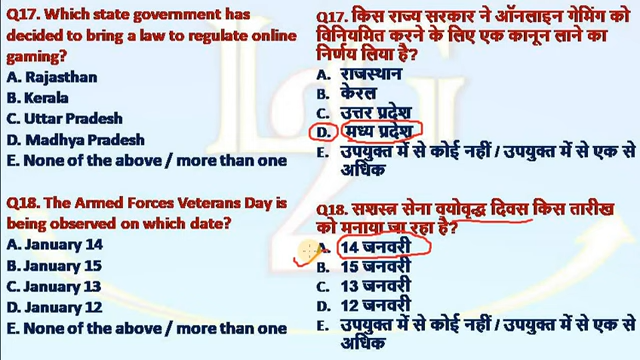 Q17. Which state government has
decided to bring a law to regulate online
gaming?
A. Rajasthan
B. Kerala
C. Uttar Pradesh
D. Madhya Pradesh
E. None of the above / more than one
Q18. The Armed Forces Veterans Day is
being observed on which date?
A. January 14
B. January 15
C. January 13
D. January 12
E. None of the above / more than one
Q17. किस राज्य सरकार ने ऑनलाइन गेमिंग को
विनियमित करने के लिए एक कानून लाने का
निर्णय लिया है?
A. राजस्थान
B. केरल
C. उत्तर प्रदेश
D. मध्य प्रदेश
E. उपयुक्त में से कोई नहीं / उपयुक्त में से एक से
अधिक
Q18. सशस्त्र सेना वयोवृद्ध दिवस किस तारीख
को मनाया जा रहा है?
A. 14 जनवरी
B. 15 जनवरी
C. 13 जनवरी
D. 12 जनवरी
E. उपयुक्त में से कोई नहीं / उपयुक्त में से एक से
अधिक